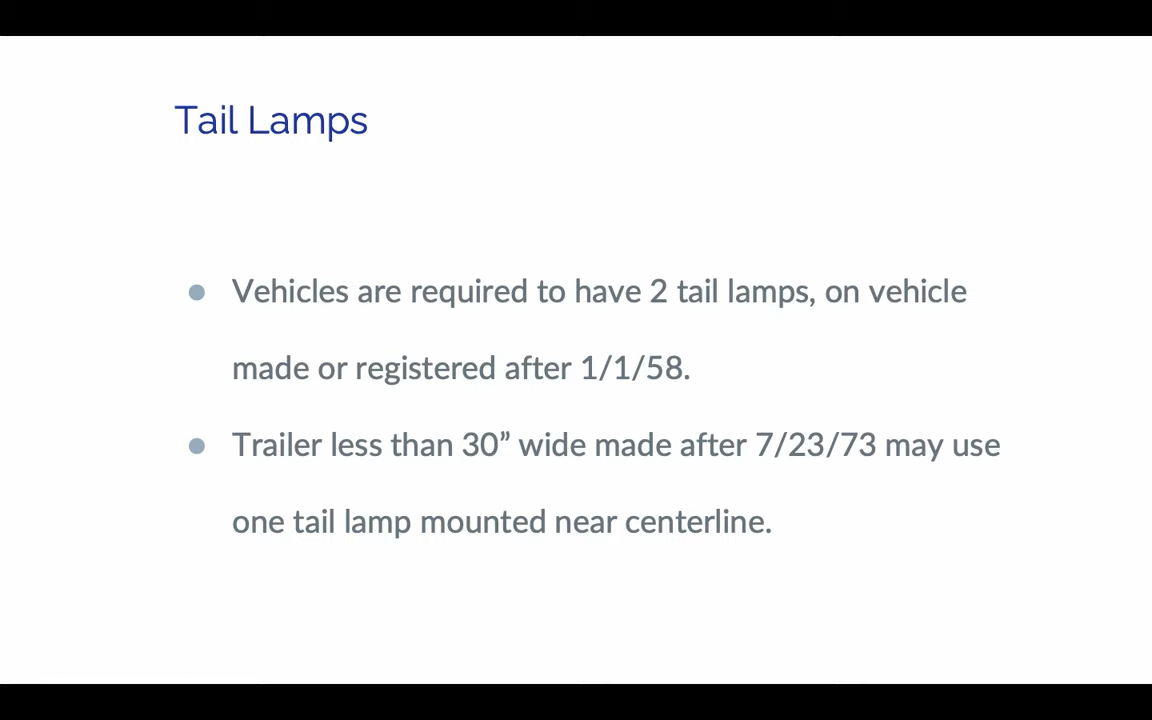 Tail Lamps
● Vehicles are required to have 2 tail lamps, on vehicle
made or registered after 1/1/58.
● Trailer less than 30” wide made after 7/23/73 may use
one tail lamp mounted near centerline.